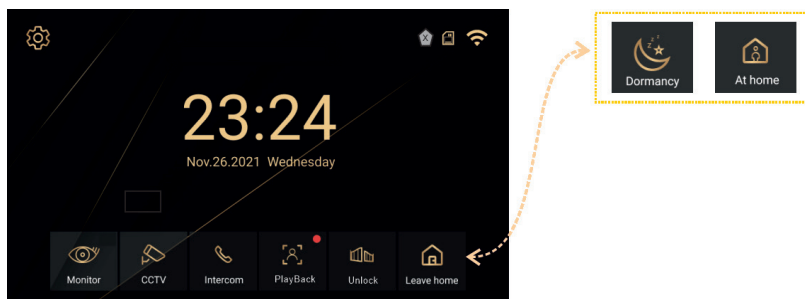 X
23:24
Nov.26.2021 Wednesday
Monitor CCTV Intercom PlayBack Unlock Leave home
z z z
Dormancy At home